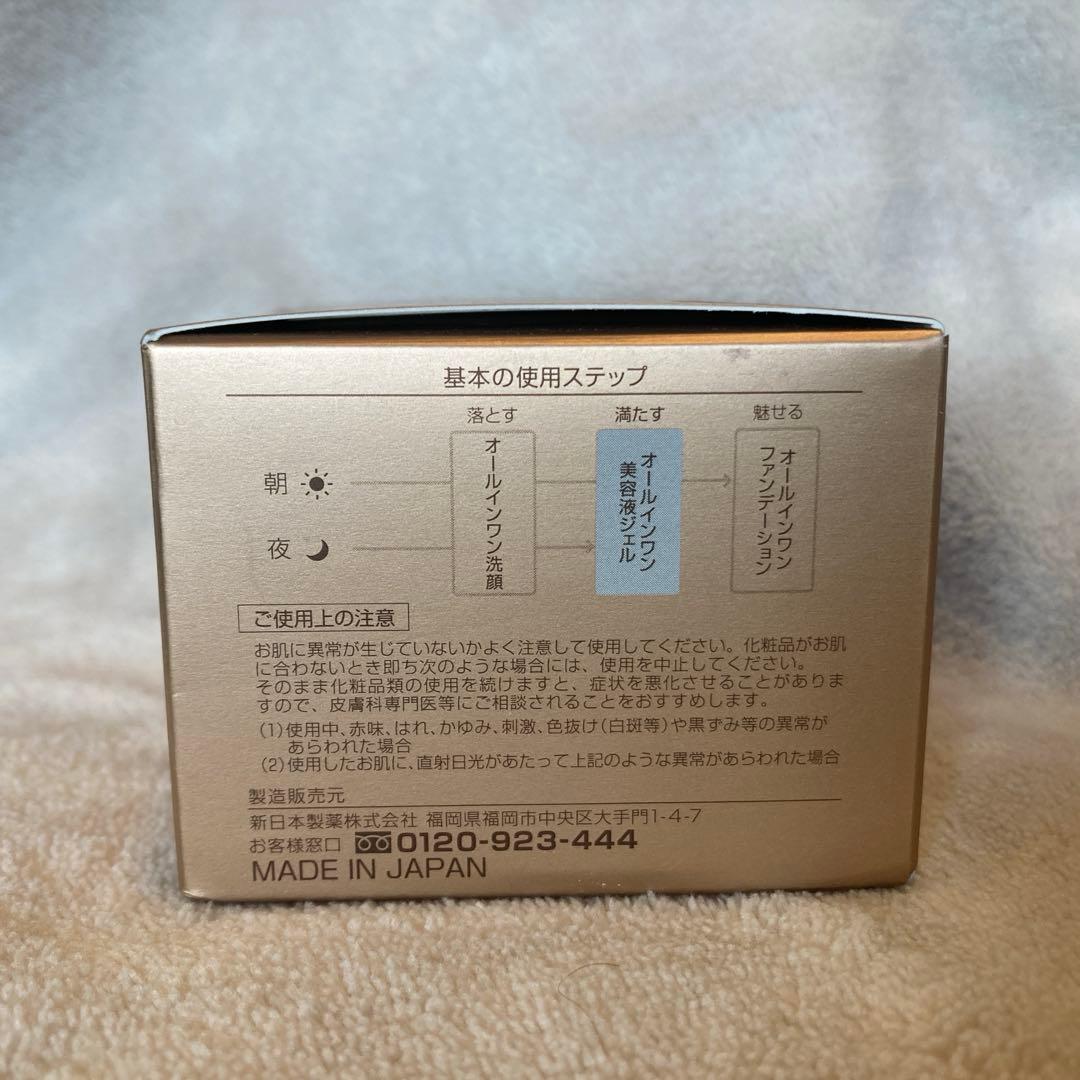 基本の使用ステップ
落とす 満たす 魅せる
朝
夜
オールインワン洗顔
オールインワン
美容液ジェル
オールインワン
ファンデーション
ご使用上の注意
お肌に異常が生じていないかよく注意して使用してください。化粧品がお肌
に合わないとき即ち次のような場合には、使用を中止してください。
そのまま化粧品類の使用を続けますと、症状を悪化させることがありま
すので、皮膚科専門医等にご相談されることをおすすめします。
(1)使用中、赤味、はれ、かゆみ、刺激、色抜け(白斑等)や黒ずみ等の異常が
あらわれた場合
(2)使用したお肌に、直射日光があたって上記のような異常があらわれた場合
製造販売元
新日本製薬株式会社 福岡県福岡市中央区大手門1-4-7
お客様窓口 0120-923-444
MADE IN JAPAN